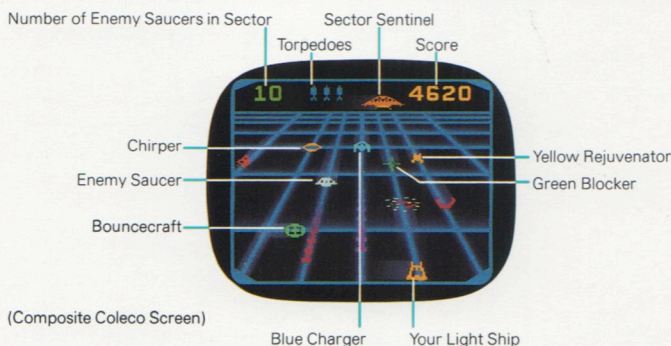 Number of Enemy Saucers in Sector
Sector Sentinel
Torpedoes
Score
10
4620
Chirper
Yellow Rejuvenator
Enemy Saucer
Green Blocker
Bouncecraft
(Composite Coleco Screen)
Blue Charger
Your Light Ship